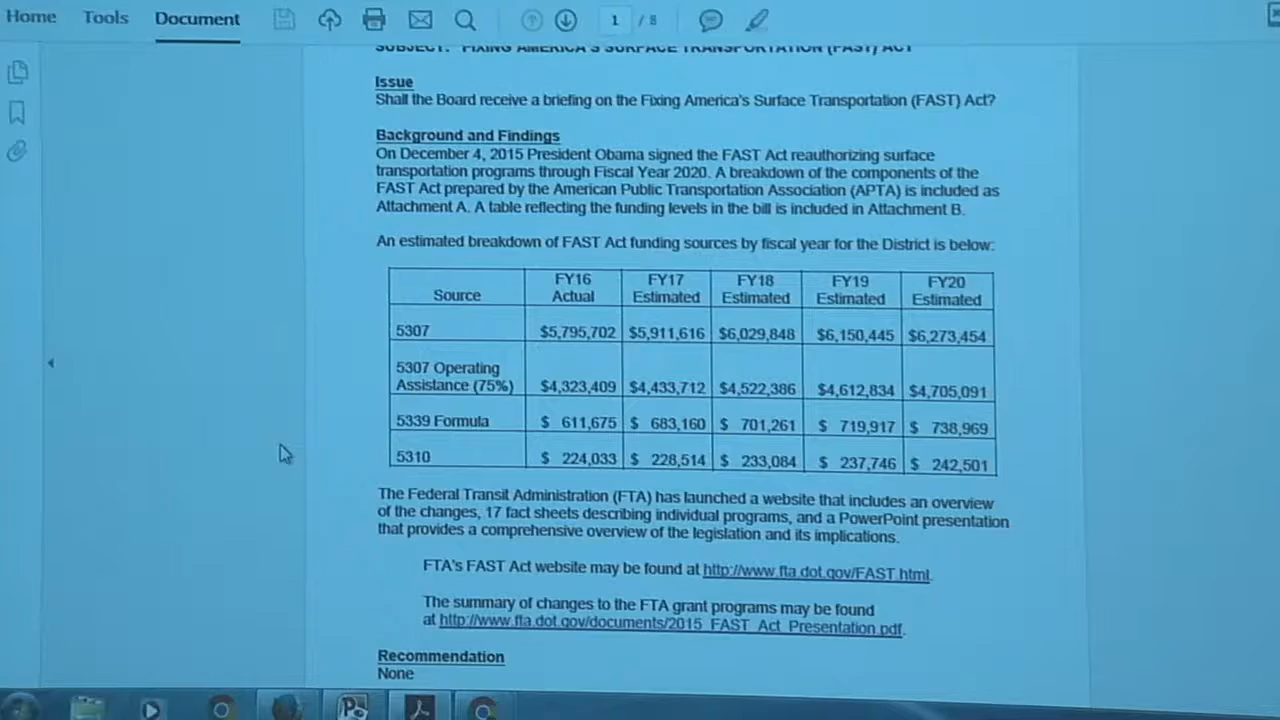 Home Tools Document 1 / 8
SUBJECT: FIXING AMERICA'S SURFACE TRANSPORTATION (FAST) ACT
Issue
Shall the Board receive a briefing on the Fixing America's Surface Transportation (FAST) Act?
Background and Findings
On December 4, 2015 President Obama signed the FAST Act reauthorizing surface
transportation programs through Fiscal Year 2020. A breakdown of the components of the
FAST Act prepared by the American Public Transportation Association (APTA) is included as
Attachment A. A table reflecting the funding levels in the bill is included in Attachment B.
An estimated breakdown of FAST Act funding sources by fiscal year for the District is below:
Source FY16 Actual FY17 Estimated FY18 Estimated FY19 Estimated FY20 Estimated
5307 $5,795,702 $5,911,616 $6,029,848 $6,150,445 $6,273,454
5307 Operating
Assistance (75%) $4,323,409 $4,433,712 $4,522,386 $4,612,834 $4,705,091
5339 Formula $ 611,675 $ 683,160 $ 701,261 $ 719,917 $ 738,969
5310 $ 224,033 $ 228,514 $ 233,084 $ 237,746 $ 242,501
The Federal Transit Administration (FTA) has launched a website that includes an overview
of the changes, 17 fact sheets describing individual programs, and a PowerPoint presentation
that provides a comprehensive overview of the legislation and its implications.
FTA's FAST Act website may be found at http://www.fta.dot.gov/FAST.html.
The summary of changes to the FTA grant programs may be found
at http://www.fta.dot.gov/documents/2015_FAST_Act_Presentation.pdf.
Recommendation
None